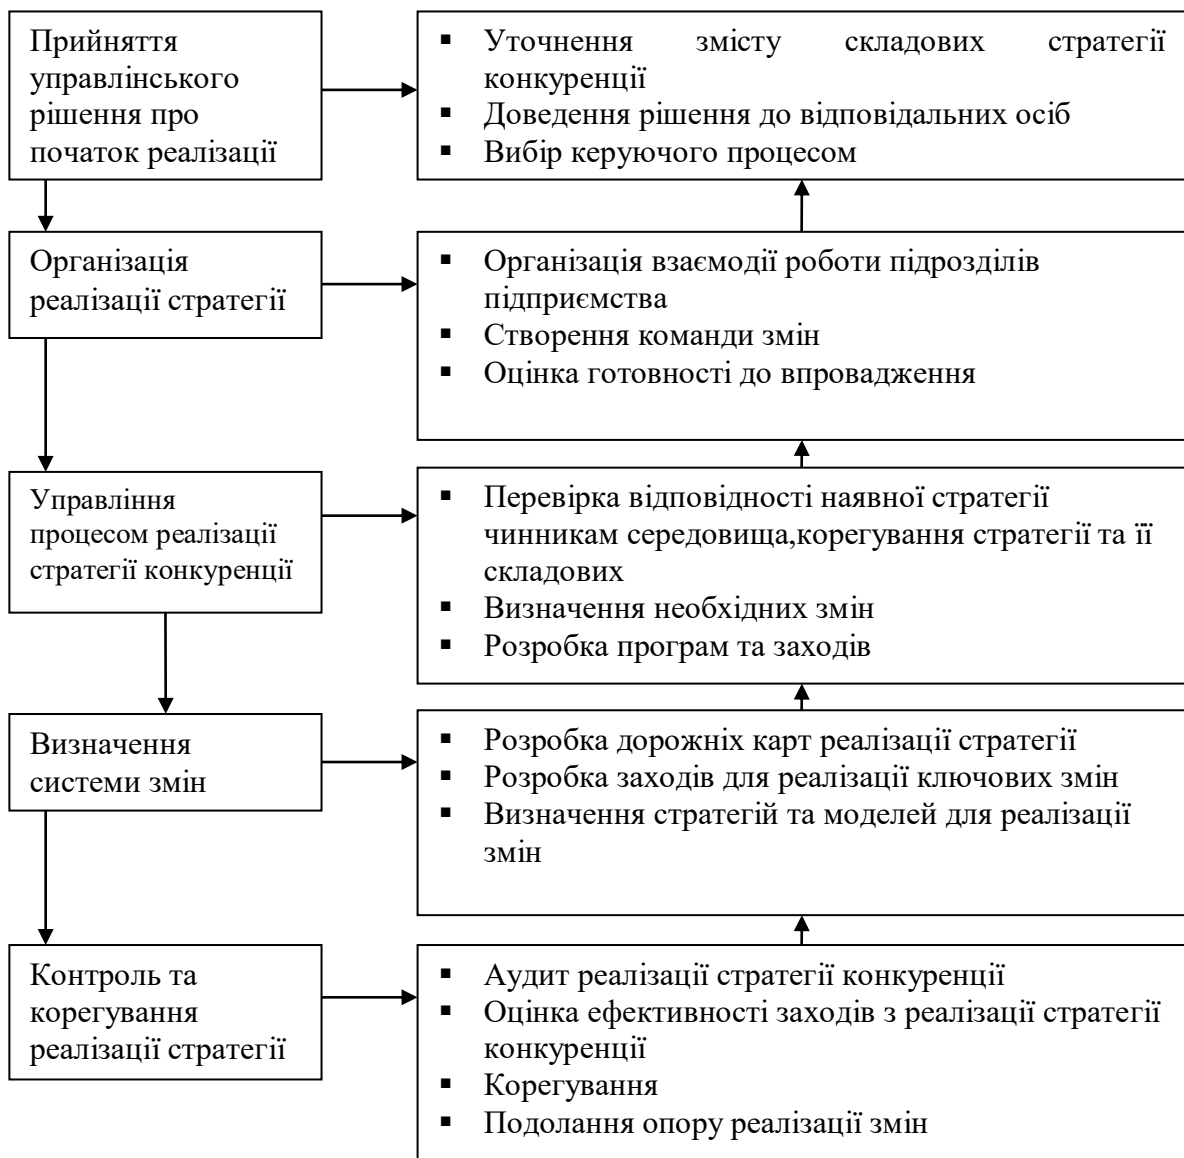 Прийняття
управлінського
рішення про
початок реалізації
▪ Уточнення змісту складових стратегії
конкуренції
▪ Доведення рішення до відповідальних осіб
▪ Вибір керуючого процесом
Організація
реалізації стратегії
▪ Організація взаємодії роботи підрозділів
підприємства
▪ Створення команди змін
▪ Оцінка готовності до впровадження
Управління
процесом реалізації
стратегії конкуренції
▪ Перевірка відповідності наявної стратегії
чинникам середовища,корегування стратегії та її
складових
▪ Визначення необхідних змін
▪ Розробка програм та заходів
Визначення
системи змін
▪ Розробка дорожніх карт реалізації стратегії
▪ Розробка заходів для реалізації ключових змін
▪ Визначення стратегій та моделей для реалізації
змін
Контроль та
корегування
реалізації стратегії
▪ Аудит реалізації стратегії конкуренції
▪ Оцінка ефективності заходів з реалізації стратегії
конкуренції
▪ Корегування
▪ Подолання опору реалізації змін